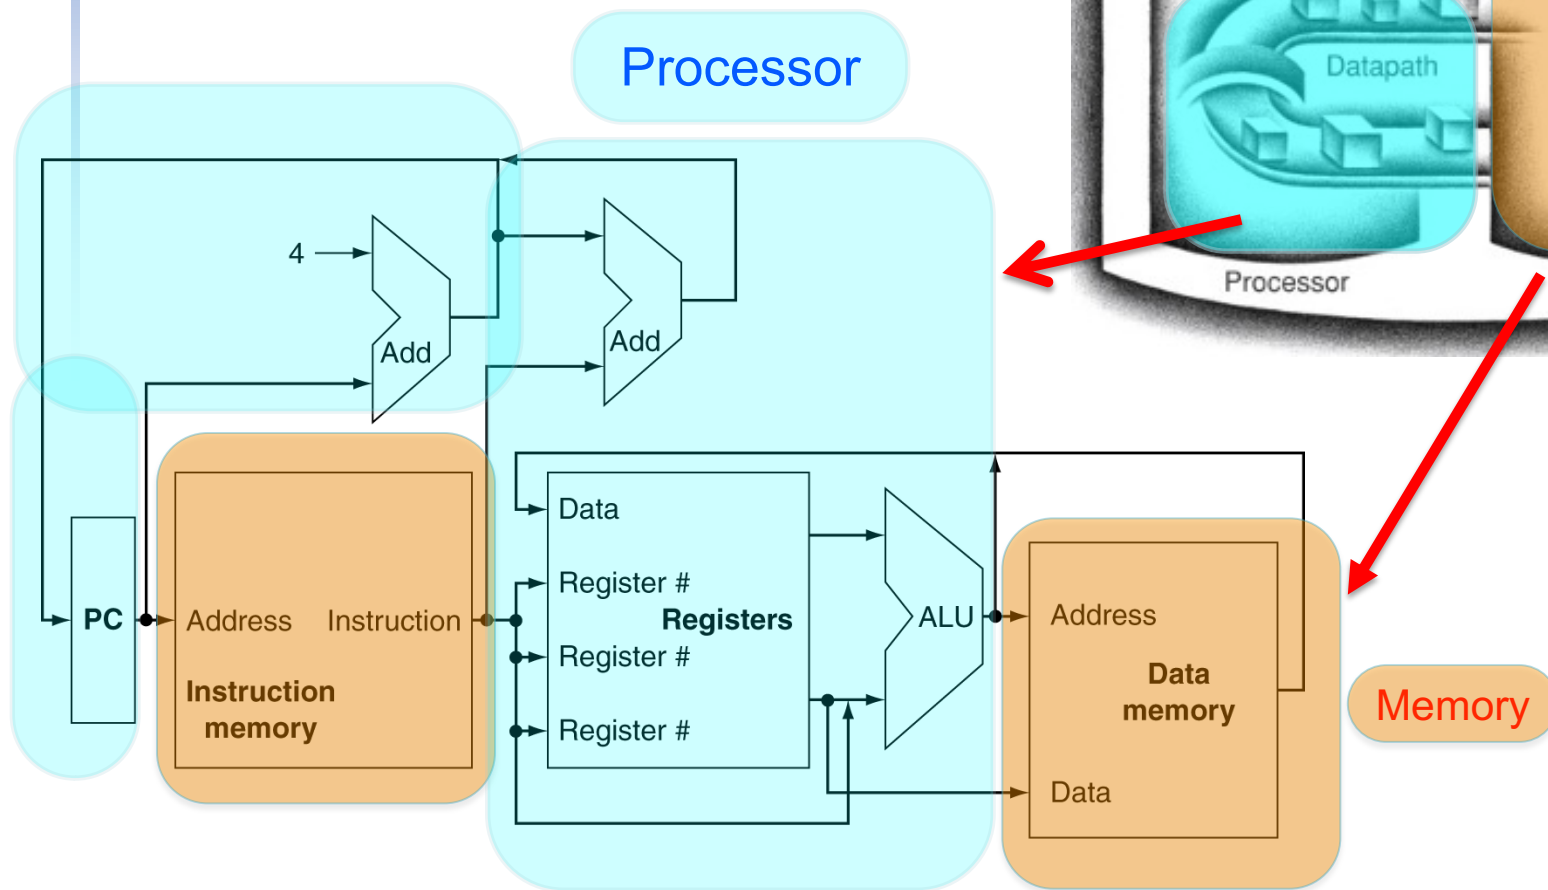 Processor
Datapath
Processor
4
Add
Add
PC
Address
Instruction
Instruction
memory
Data
Register #
Registers
Register #
Register #
ALU
Address
Data
memory
Data
Memory